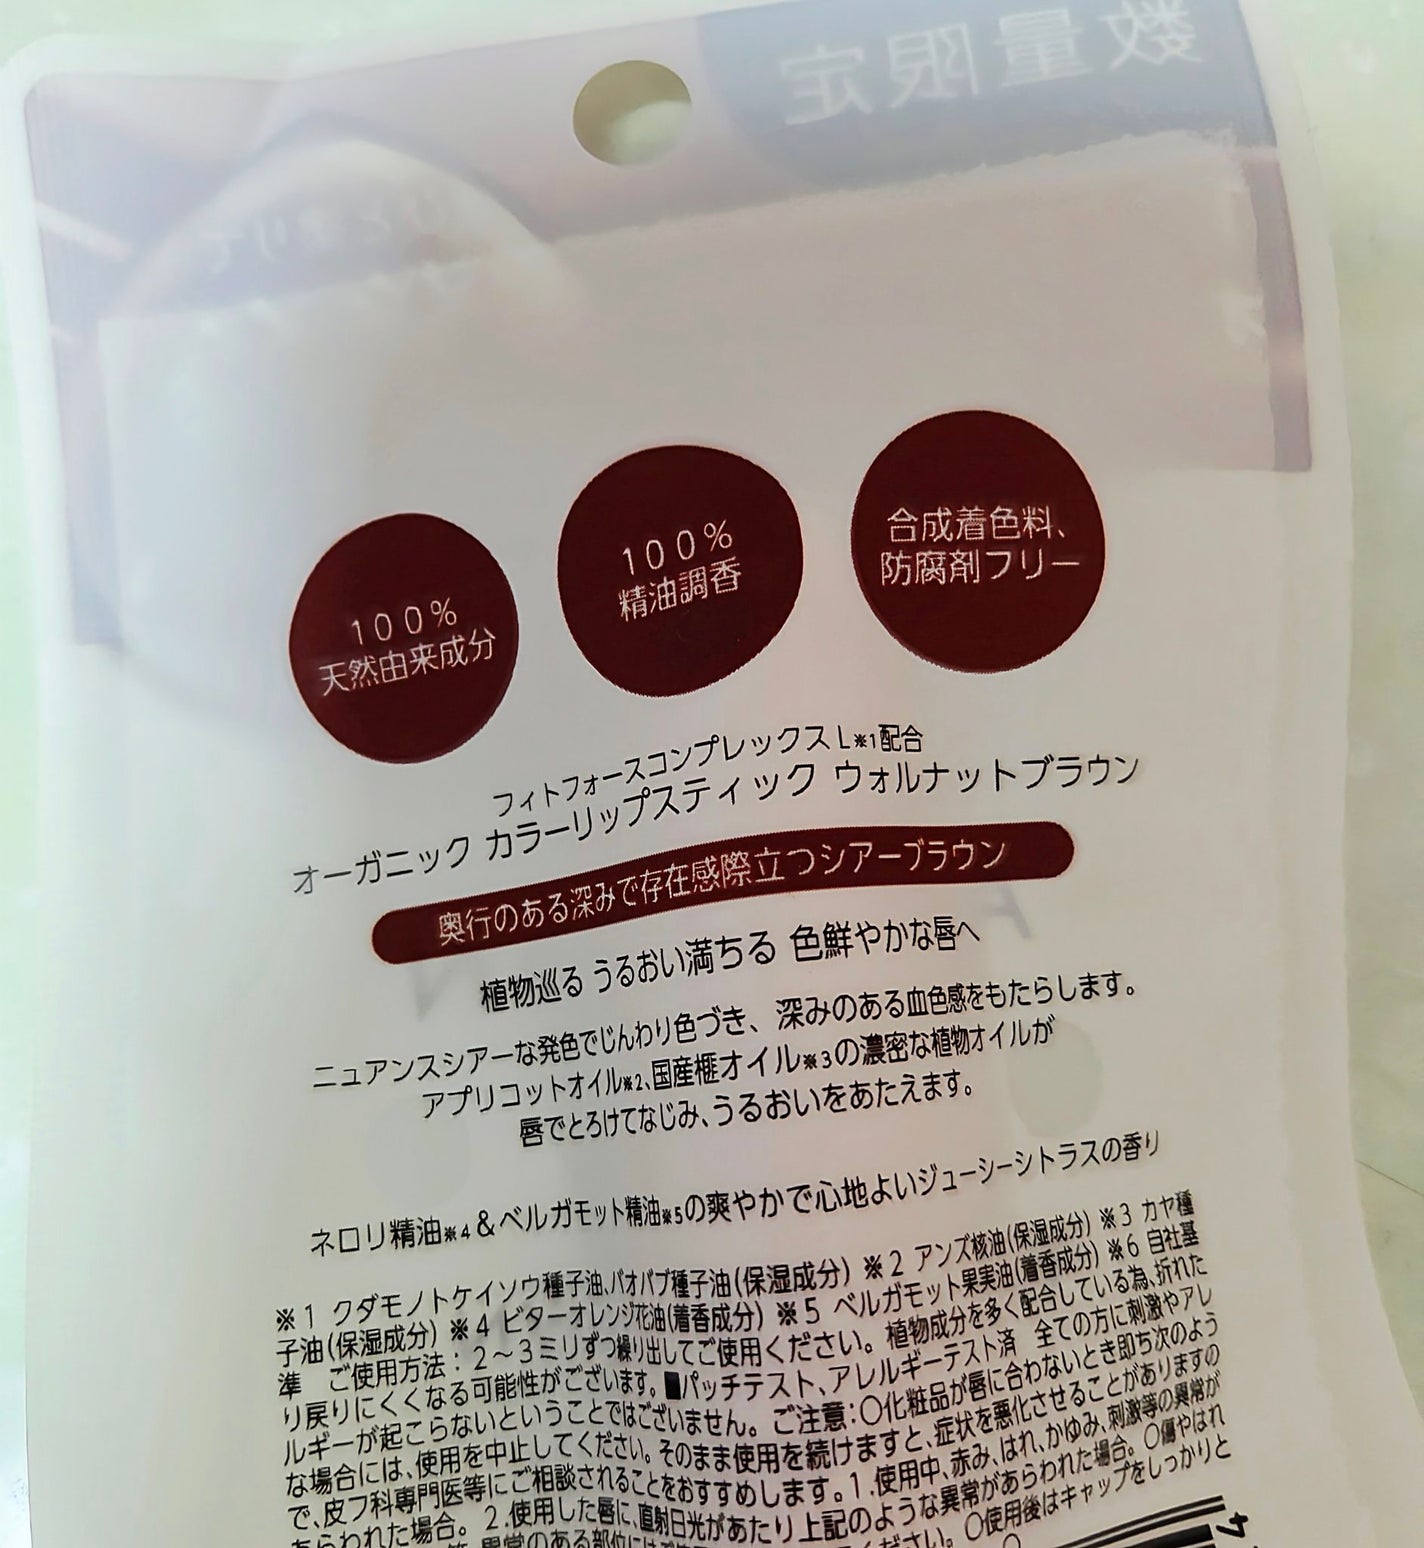 数量限定
100%
天然由来成分
100%
精油調香
合成着色料、
防腐剤フリー
フィトフォースコンプレックスL※1配合
オーガニック カラーリップスティック ウォルナットブラウン
奥行のある深みで存在感際立つシアーブラウン
植物巡る うるおい満ちる 色鮮やかな唇へ
ニュアンスシアーな発色でじんわり色づき、深みのある血色感をもたらします。
アプリコットオイル※2、国産榧オイル※3の濃密な植物オイルが
唇でとろけてなじみ、うるおいをあたえます。
ネロリ精油※4&ベルガモット精油※5の爽やかで心地よいジューシーシトラスの香り
※1 クダモノトケイソウ種子油、バオバブ種子油(保湿成分) ※2 アンズ核油(保湿成分) ※3 カヤ種
子油(保湿成分) ※4 ビターオレンジ花油(着香成分) ※5 ベルガモット果実油(着香成分) ※6 自社基
準 ご使用方法:2〜3ミリずつ繰り出してご使用ください。植物成分を多く配合している為、折れた
り戻りにくくなる可能性がございます。■パッチテスト、アレルギーテスト済 全ての方に刺激やアレ
ルギーが起こらないということではございません。ご注意:○化粧品が唇に合わないとき即ち次のよう
な場合には、使用を中止してください。そのまま使用を続けますと、症状を悪化させることがありますの
で、皮フ科専門医等にご相談されることをおすすめします。1.使用中、赤み、はれ、かゆみ、刺激等の異常が
あらわれた場合。2.使用した唇に、直射日光があたり上記のような異常があらわれた場合。○傷やはれ
異常のある部位にはご使 ください。○使用後はキャップをしっかりと